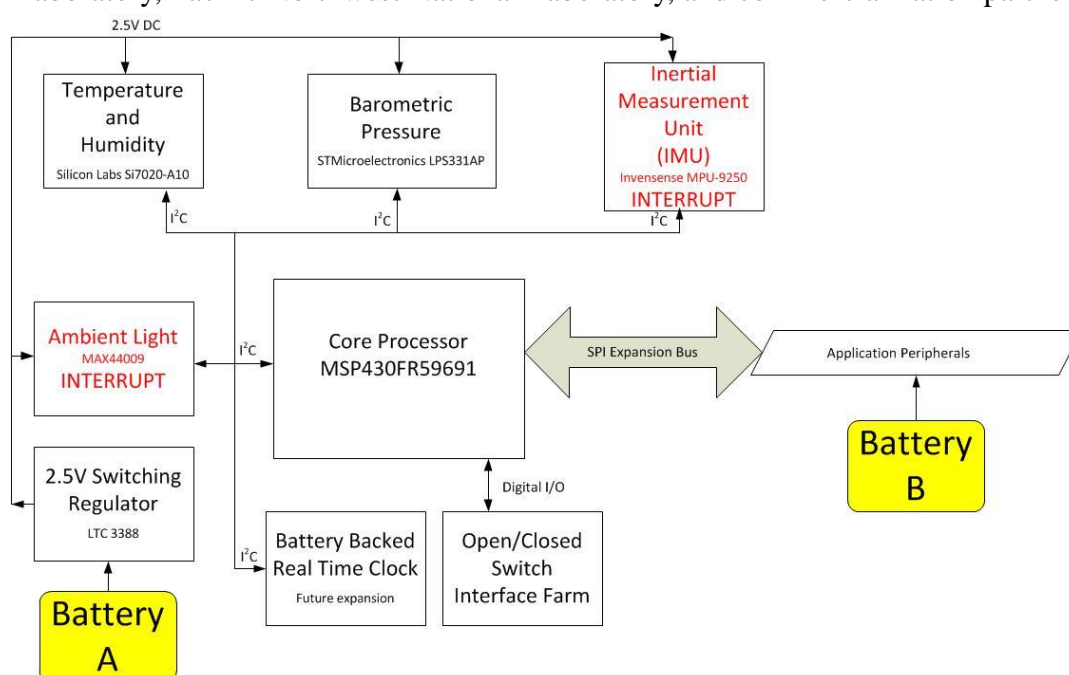 2.5V DC
Temperature
and
Humidity
Silicon Labs Si7020-A10
Barometric
Pressure
STMicroelectronics LPS331AP
Inertial
Measurement
Unit
(IMU)
Invensense MPU-9250
INTERRUPT
I²C
I²C
I²C
Ambient Light
MAX44009
INTERRUPT
I²C
Core Processor
MSP430FR59691
SPI Expansion Bus
Application Peripherals
2.5V Switching
Regulator
LTC 3388
Digital I/O
Battery
B
I²C
Battery Backed
Real Time Clock
Future expansion
Open/Closed
Switch
Interface Farm
Battery
A